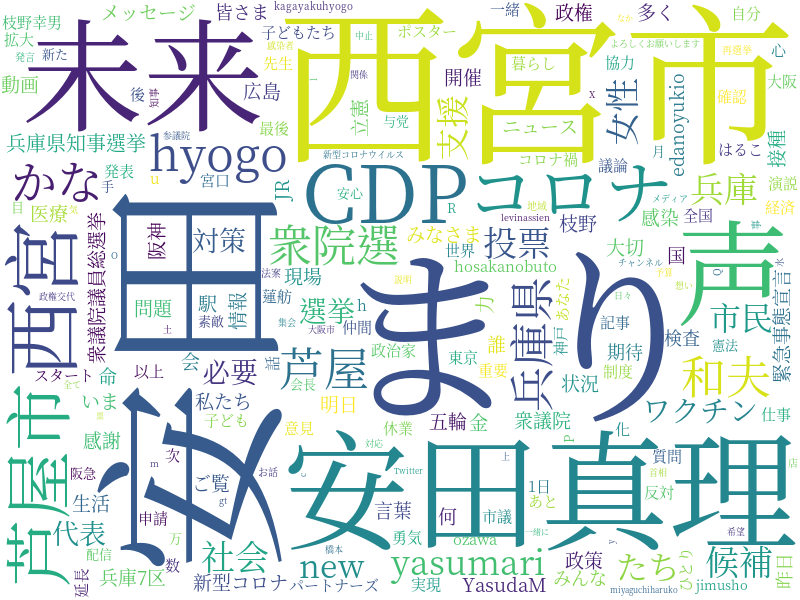 枝野幸男
メッセージ
皆さま
kagayakuhyogo
一緒
政権
多く
自分
拡大
新た
子どもたち
ポスター
なか
よろしくお願いします
発言
感染者
中止
再選挙
未来
西宮市
動画
後
広島
先生
開催
暮らし
協力
心
関係
x
大阪
兵庫県知事選挙
最後
立憲
与党
支援
ニュース
確認
女性
edanoyukio
参議院
発表
手
hyogo
新型コロナウイルス
コロナ禍
議論
月
はるこ
接種
かな
u
宮口
JR
CDP
コロナ
兵庫
演説
日
医療
気
安心
R
地域
メディア
levinassien
枝野
感染
全国
経済
西宮
衆議院議員総選挙
阪神
対策
衆院選
みなさま
世界
投票
大切
国
声
チャンネル
事
Q
水
予算
政権交代
o
hosakanobuto
法案
現場
説明
想い
問題
駅
情報
蓮舫
選挙
h
力
兵庫県
あなた
神戸
日々
市民
緊急事態宣言
土
素敵
集会
大阪市
仲間
記事
憲法
安田
まり
スタート
命
以上
会
話
政治家
誰
期待
検査
全て
必要
会長
芦屋
東京
重要
状況
制度
和夫
芦屋市
いま
私たち
明日
五輪
金
衆議院
化
ワクチン
仕事
感謝
子ども
意見
休業
P
阪急
次
m
ご覧
お話
対応
Twitter
上
質問
首相
店
真理
安田真理
生活
申請
gt
c
言葉
何
市議
1日
あと
反対
代表
万
社会
勇気
ozawa
一緒に
y
希望
候補
配信
数
橋本
new
yasumari
政策
たち
ひとり
昨日
延長
兵庫7区
新型コロナ
パートナーズ
実現
YasudaM
みんな
miyaguchiharuko
jimusho